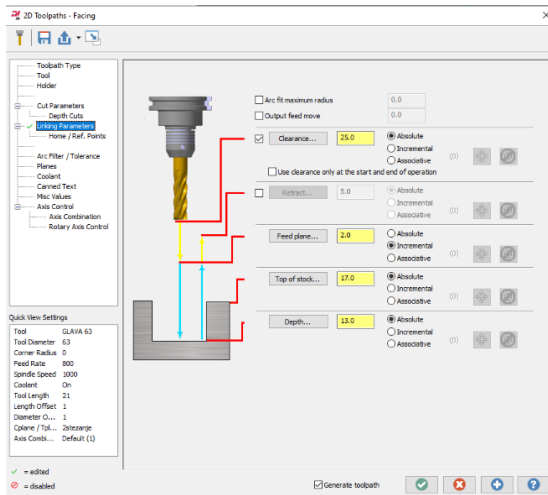 2D Toolpaths - Facing
Toolpath Type
Tool
Holder
Cut Parameters
Depth Cuts
Linking Parameters
Home / Ref. Points
Arc Filter / Tolerance
Planes
Coolant
Canned Text
Misc Values
Axis Control
Axis Combination
Rotary Axis Control
Quick View Settings
Tool GLAVA 63
Tool Diameter 63
Corner Radius 0
Feed Rate 800
Spindle Speed 1000
Coolant On
Tool Length 21
Length Offset 1
Diameter O... 1
Cplane / Tpl... 2stezanje
Axis Combi... Default (1)
= edited
= disabled
Arc fit maximum radius 0.0
Output feed move 0.0
Clearance... 25.0 Absolute
Incremental
Associative (0)
Use clearance only at the start and end of operation
Retract... 5.0 Absolute
Incremental
Associative (0)
Feed plane... 2.0 Absolute
Incremental
Associative (0)
Top of stock... 17.0 Absolute
Incremental
Associative (0)
Depth... 13.0 Absolute
Incremental
Associative (0)
Generate toolpath